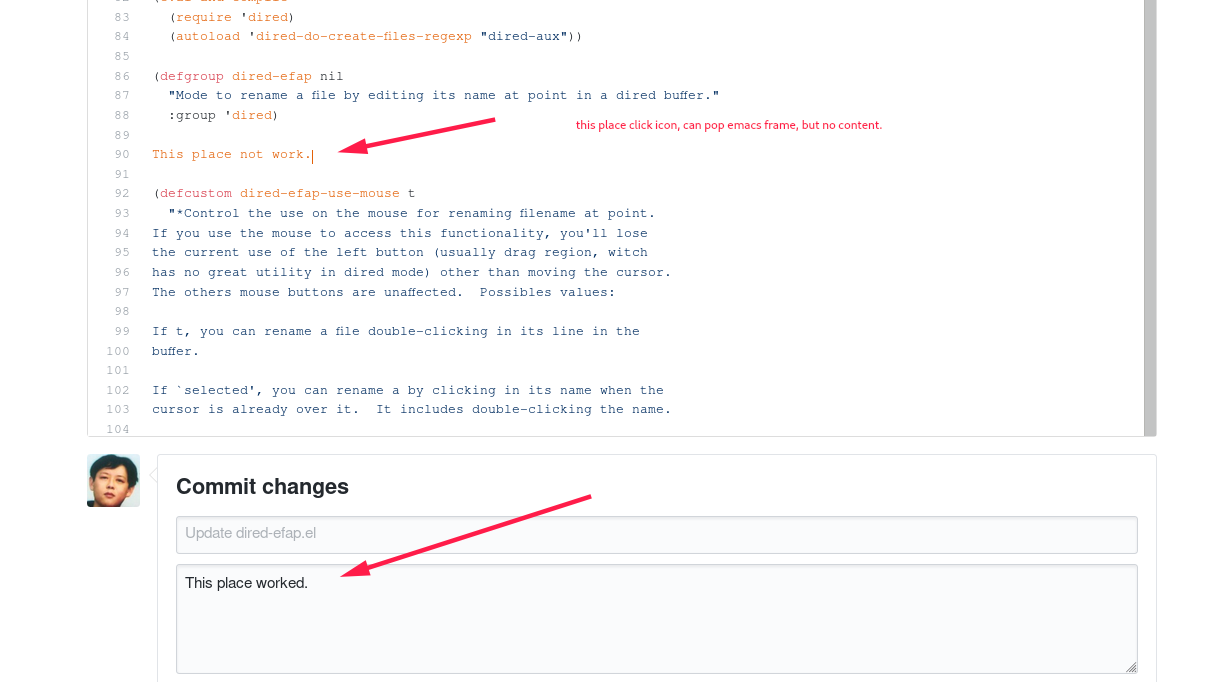 83 (require 'dired)
84 (autoload 'dired-do-create-files-regexp "dired-aux"))
85
86 (defgroup dired-efap nil
87 "Mode to rename a file by editing its name at point in a dired buffer."
88 :group 'dired)
this place click icon, can pop emacs frame, but no content.
89
90 This place not work.
91
92 (defcustom dired-efap-use-mouse t
93 "*Control the use on the mouse for renaming filename at point.
94 If you use the mouse to access this functionality, you'll lose
95 the current use of the left button (usually drag region, witch
96 has no great utility in dired mode) other than moving the cursor.
97 The others mouse buttons are unaffected.  Possibles values:
98
99 If t, you can rename a file double-clicking in its line in the
100 buffer.
101
102 If `selected', you can rename a by clicking in its name when the
103 cursor is already over it.  It includes double-clicking the name.
104
Commit changes
Update dired-efap.el
This place worked.